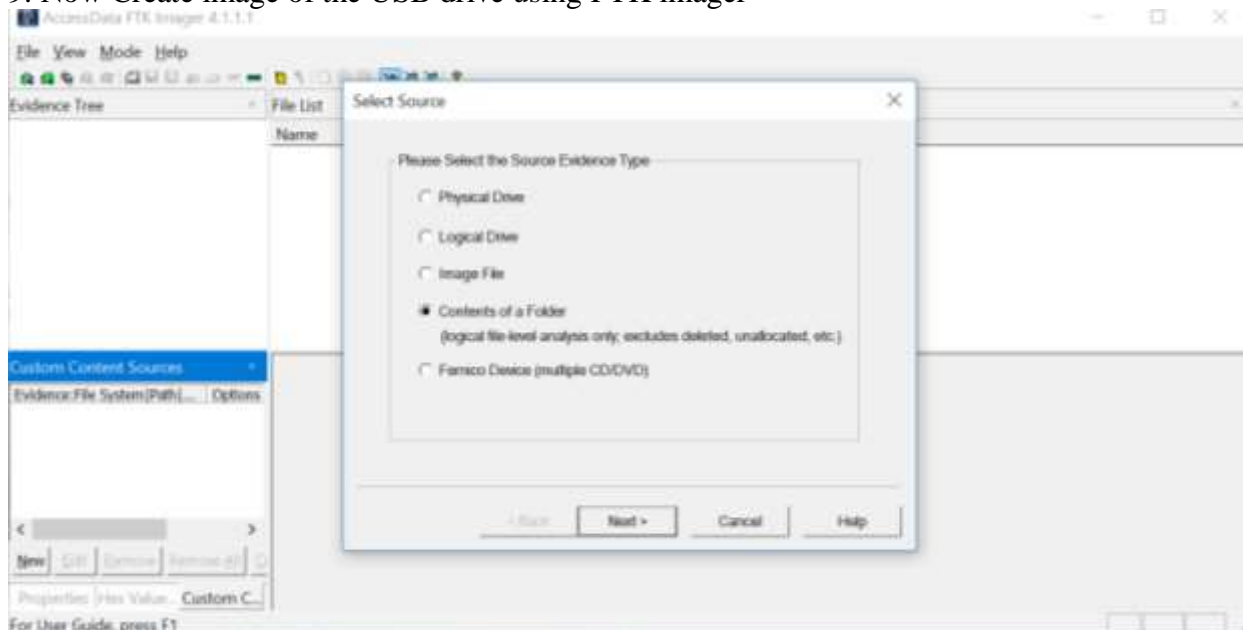 9. Now Create image of the USB drive using FTK imager
AccessData FTK Imager 4.1.1.1
File View Mode Help
Evidence Tree
File List
Name
Select Source
Please Select the Source Evidence Type
Physical Drive
Logical Drive
Image File
Contents of a Folder
(logical file-level analysis only; excludes deleted, unallocated, etc.)
Fernico Device (multiple CD/DVD)
< Back Next > Cancel Help
Custom Content Sources
Evidence:File System|Path|... Options
< >
New Edit Remove Remove All
Properties Hex Value... Custom C...
For User Guide, press F1